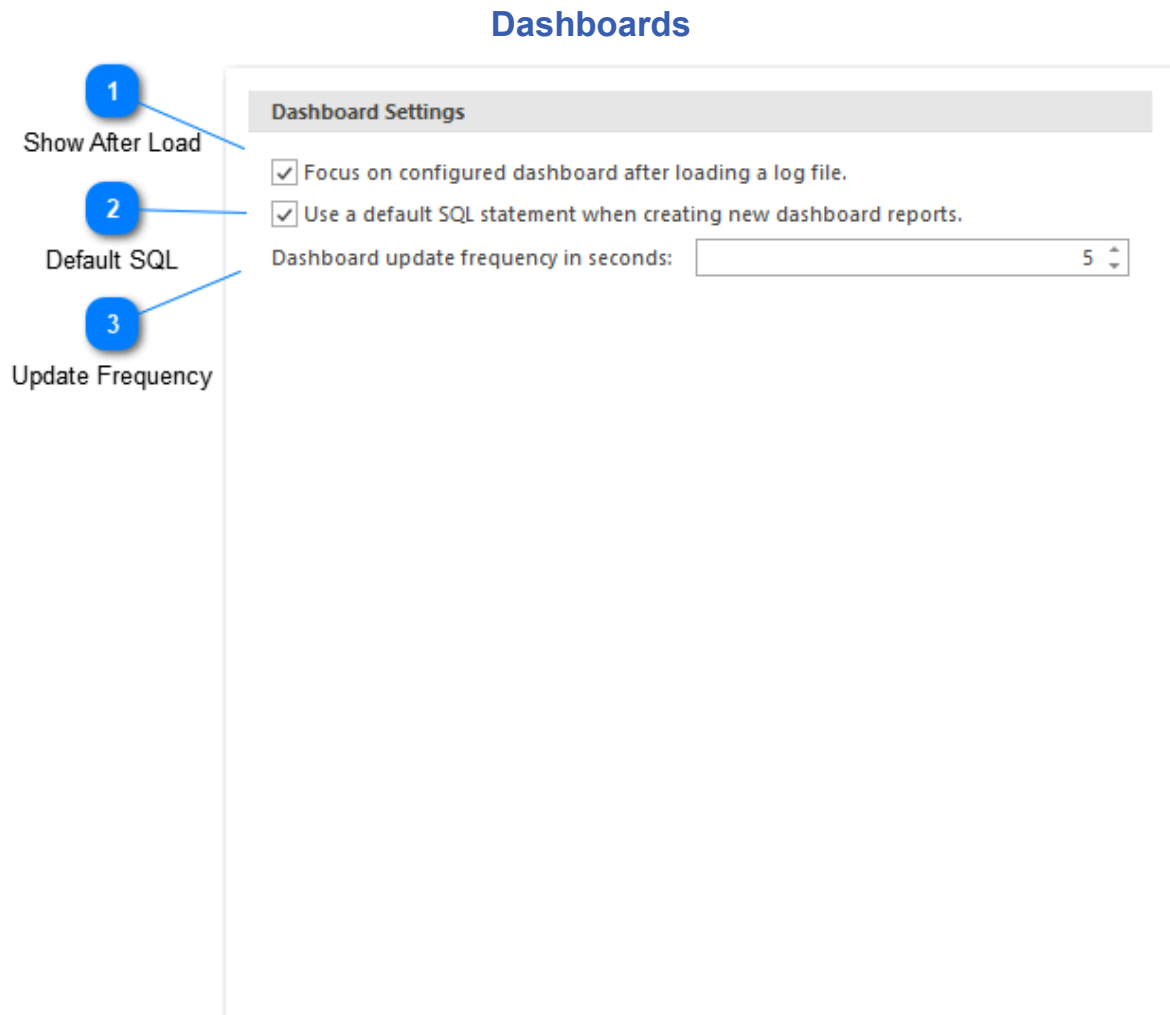 Dashboards
1
Show After Load
Dashboard Settings
Focus on configured dashboard after loading a log file.
2
Default SQL
Use a default SQL statement when creating new dashboard reports.
Dashboard update frequency in seconds: 5
3
Update Frequency